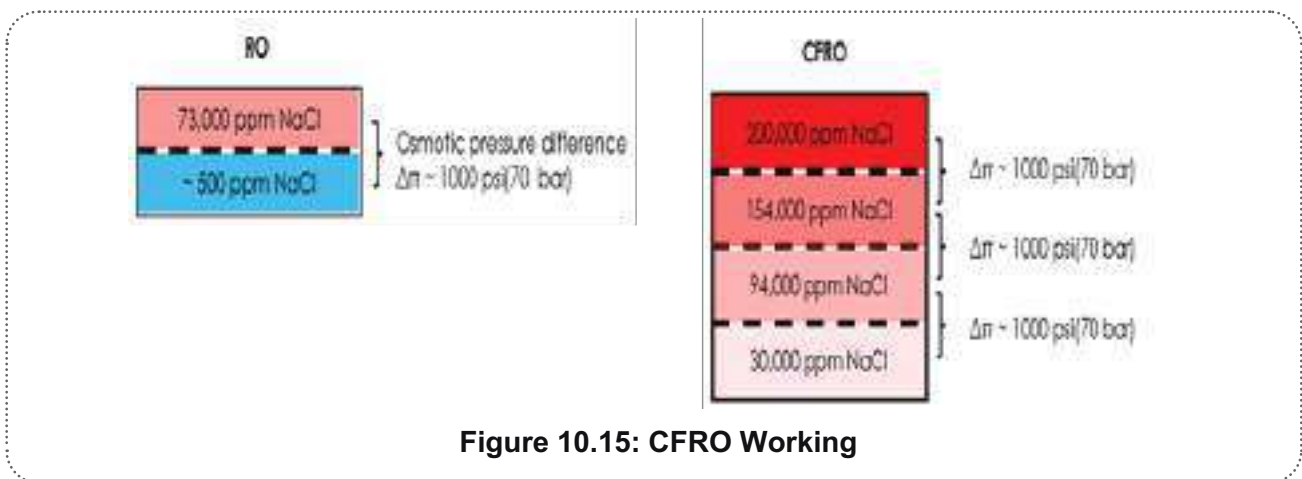 RO
73,000 ppm NaCl
~ 500 ppm NaCl
Osmotic pressure difference
Δπ ~ 1000 psi(70 bar)
CFRO
200,000 ppm NaCl
154,000 ppm NaCl
94,000 ppm NaCl
30,000 ppm NaCl
Δπ ~ 1000 psi(70 bar)
Δπ ~ 1000 psi(70 bar)
Δπ ~ 1000 psi(70 bar)
Figure 10.15: CFRO Working